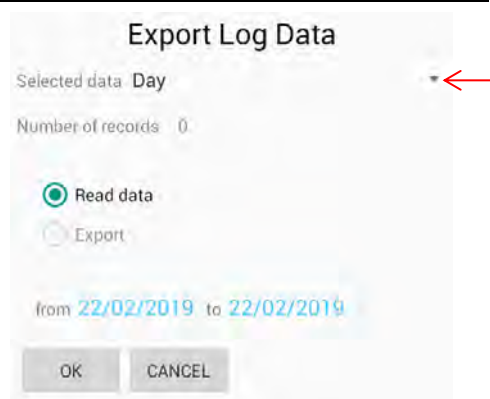 Export Log Data
Selected data Day
Number of records 0
Read data
Export
from 22/02/2019 to 22/02/2019
OK CANCEL